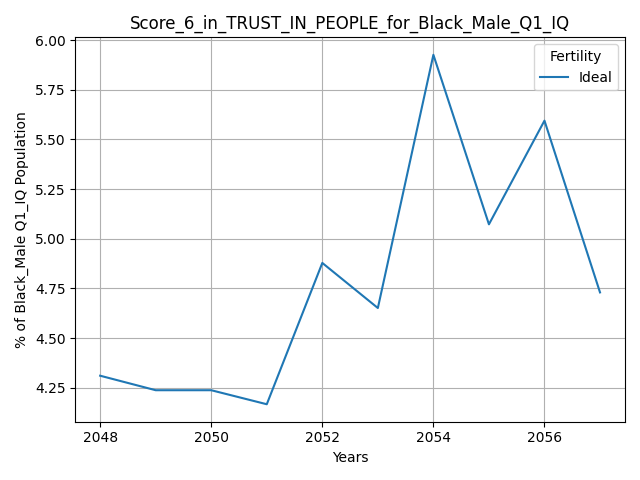 Score_6_in_TRUST_IN_PEOPLE_for_Black_Male_Q1_IQ
6.00
5.75
5.50
5.25
5.00
4.75
4.50
4.25
% of Black_Male Q1_IQ Population
Fertility
Ideal
2048
2050
2052
2054
2056
Years